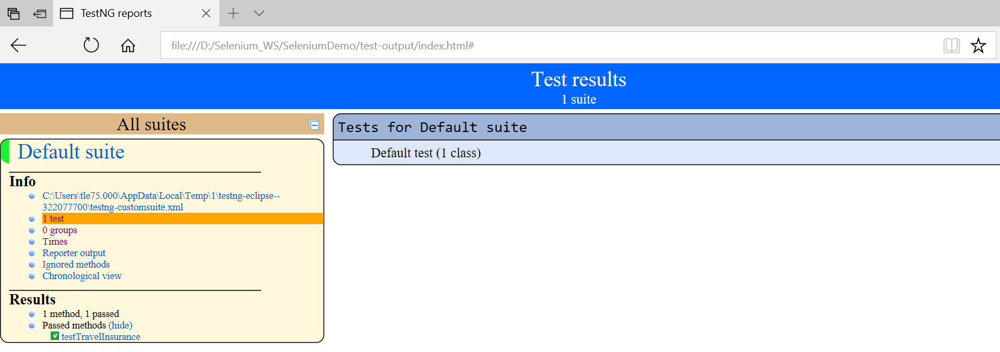 TestNG reports
file:///D:/Selenium_WS/SeleniumDemo/test-output/index.html#
Test results
1 suite
All suites
Default suite
Info
C:\Users\tle75.000\AppData\Local\Temp\1\testng-eclipse--
322077700\testng-customsuite.xml
1 test
0 groups
Times
Reporter output
Ignored methods
Chronological view
Results
1 method, 1 passed
Passed methods (hide)
testTravelInsurance
Tests for Default suite
Default test (1 class)